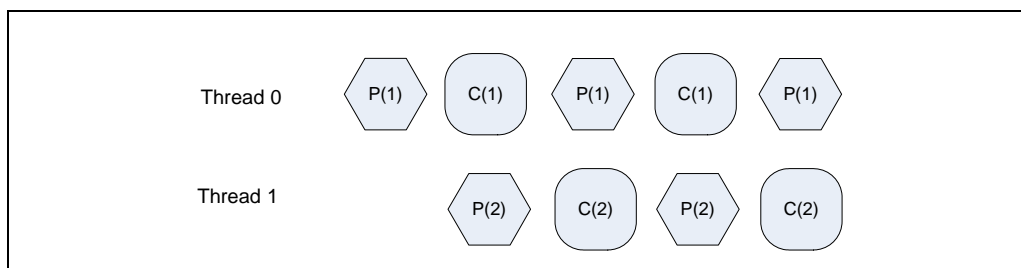 Thread 0 P(1) C(1) P(1) C(1) P(1)
Thread 1 P(2) C(2) P(2) C(2)